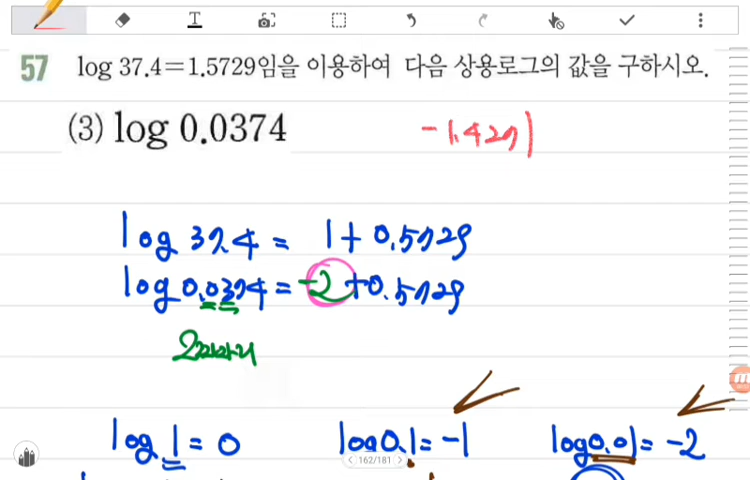 57 log 37.4=1.5729임을 이용하여 다음 상용로그의 값을 구하시오.
(3) log 0.0374
-1.4271
log 37.4 = 1 + 0.5729
log 0.0374 = -2 + 0.5729
2째자리
log 1 = 0 log 0.1 = -1 log 0.01 = -2
162/181